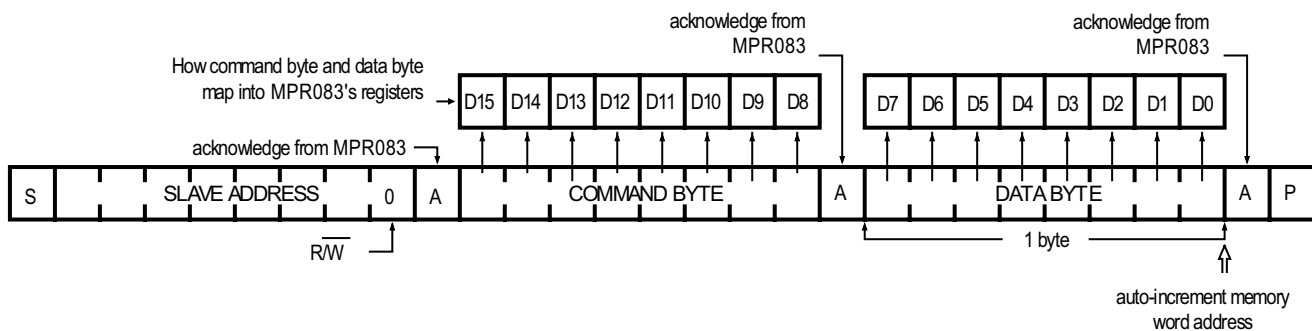 acknowledge from
MPR083
acknowledge from
MPR083
How command byte and data byte
map into MPR083's registers
D15 D14 D13 D12 D11 D10 D9 D8
D7 D6 D5 D4 D3 D2 D1 D0
acknowledge from MPR083
S SLAVE ADDRESS 0 A COMMAND BYTE A DATA BYTE A P
R/W
1 byte
auto-increment memory
word address